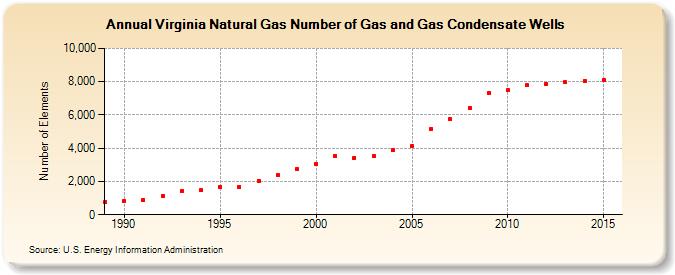 Annual Virginia Natural Gas Number of Gas and Gas Condensate Wells
Number of Elements
10,000
8,000
6,000
4,000
2,000
0
1990 1995 2000 2005 2010 2015
Source: U.S. Energy Information Administration